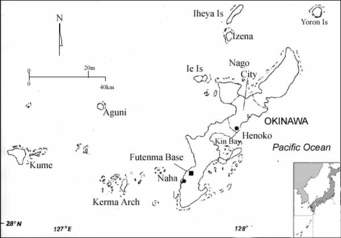 N
Iheya Is
Yoron Is
Izena
20m
40km
0
Nago
City
Ie Is
Aguni
OKINAWA
Henoko
Kin Bay
Pacific Ocean
Futenma Base
Kume
Naha
Kerma Arch
28°N
127°E
128°